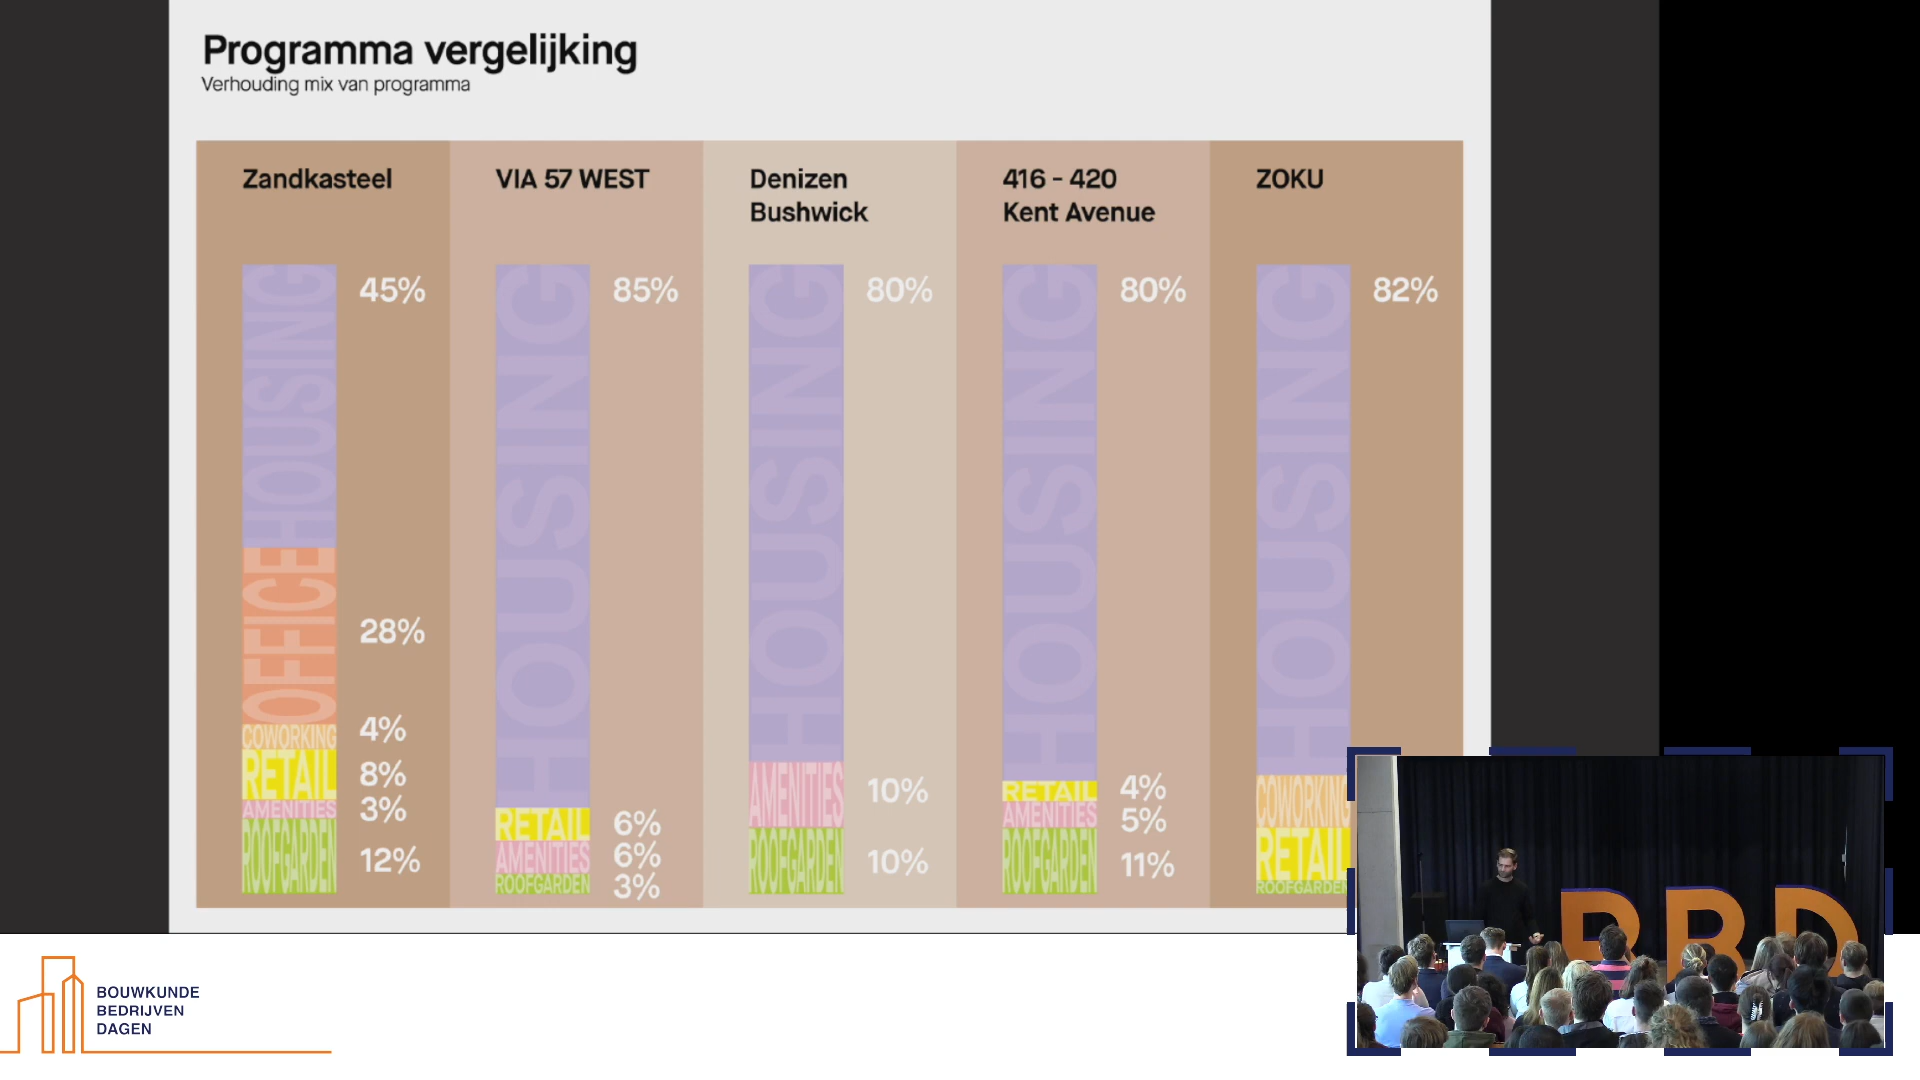 Programma vergelijking
Verhouding mix van programma
Zandkasteel
45%
HOUSING
OFFICE
28%
COWORKING
4%
RETAIL
8%
AMENITIES
3%
ROOFGARDEN
12%
VIA 57 WEST
85%
HOUSING
RETAIL
6%
AMENITIES
6%
ROOFGARDEN
3%
Denizen
Bushwick
80%
HOUSING
AMENITIES
10%
ROOFGARDEN
10%
416 - 420
Kent Avenue
80%
HOUSING
RETAIL
4%
AMENITIES
5%
ROOFGARDEN
11%
ZOKU
82%
HOUSING
COWORKING
RETAIL
ROOFGARDEN
BBD
BOUWKUNDE
BEDRIJVEN
DAGEN